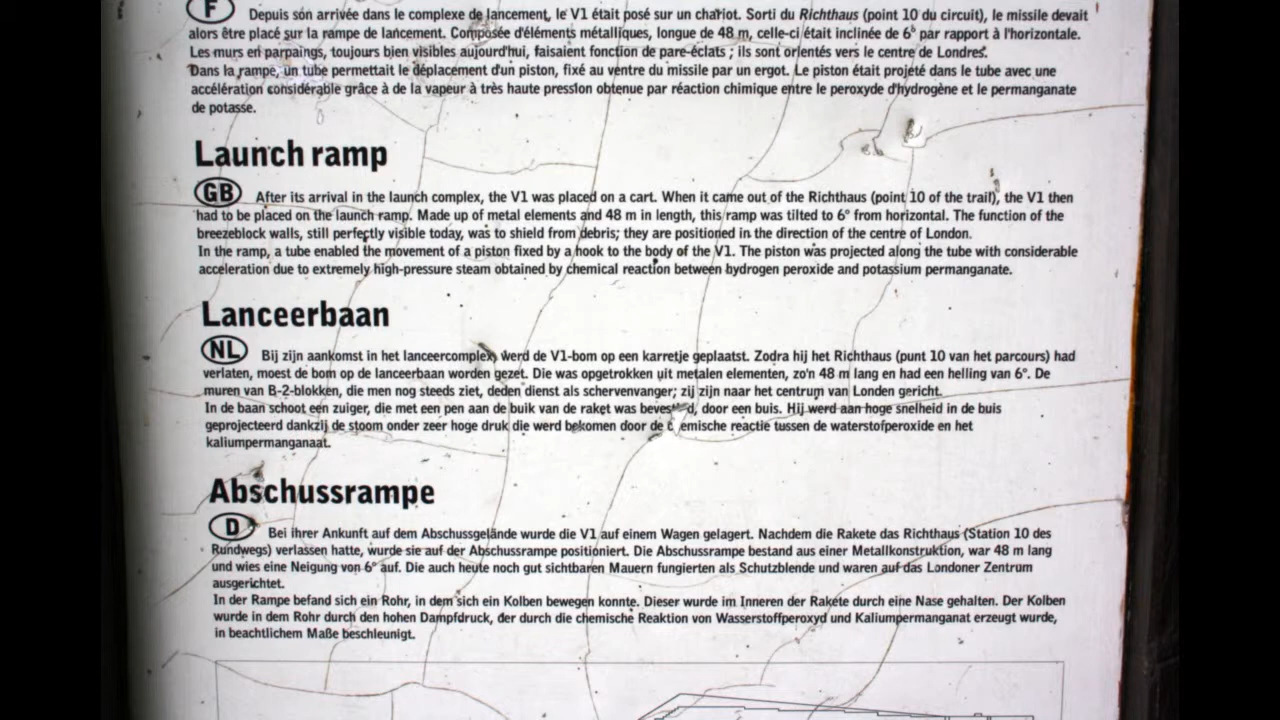 F Depuis son arrivée dans le complexe de lancement, le V1 était posé sur un chariot. Sorti du Richthaus (point 10 du circuit), le missile devait
alors être placé sur la rampe de lancement. Composée d'éléments métalliques, longue de 48 m, celle-ci était inclinée de 6° par rapport à l'horizontale.
Les murs en parpaings, toujours bien visibles aujourd'hui, faisaient fonction de pare-éclats ; ils sont orientés vers le centre de Londres.
Dans la rampe, un tube permettait le déplacement d'un piston, fixé au ventre du missile par un ergot. Le piston était projeté dans le tube avec une
accélération considérable grâce à de la vapeur à très haute pression obtenue par réaction chimique entre le peroxyde d'hydrogène et le permanganate
de potasse.
Launch ramp
GB After its arrival in the launch complex, the V1 was placed on a cart. When it came out of the Richthaus (point 10 of the trail), the V1 then
had to be placed on the launch ramp. Made up of metal elements and 48 m in length, this ramp was tilted to 6° from horizontal. The function of the
breezeblock walls, still perfectly visible today, was to shield from debris; they are positioned in the direction of the centre of London.
In the ramp, a tube enabled the movement of a piston fixed by a hook to the body of the V1. The piston was projected along the tube with considerable
acceleration due to extremely high-pressure steam obtained by chemical reaction between hydrogen peroxide and potassium permanganate.
Lanceerbaan
NL Bij zijn aankomst in het lanceercomplex, werd de V1-bom op een karretje geplaatst. Zodra hij het Richthaus (punt 10 van het parcours) had
verlaten, moest de bom op de lanceerbaan worden gezet. Die was opgetrokken uit metalen elementen, zo'n 48 m lang en had een helling van 6°. De
muren van B-2-blokken, die men nog steeds ziet, deden dienst als schervenvanger; zij zijn naar het centrum van Londen gericht.
In de baan schoot een zuiger, die met een pen aan de buik van de raket was bevestigd, door een buis. Hij werd aan hoge snelheid in de buis
geprojecteerd dankzij de stoom onder zeer hoge druk die werd bekomen door de chemische reactie tussen de waterstofperoxide en het
kaliumpermanganaat.
Abschussrampe
D Bei ihrer Ankunft auf dem Abschussgelände wurde die V1 auf einem Wagen gelagert. Nachdem die Rakete das Richthaus (Station 10 des
Rundwegs) verlassen hatte, wurde sie auf der Abschussrampe positioniert. Die Abschussrampe bestand aus einer Metallkonstruktion, war 48 m lang
und wies eine Neigung von 6° auf. Die auch heute noch gut sichtbaren Mauern fungierten als Schutzblende und waren auf das Londoner Zentrum
ausgerichtet.
In der Rampe befand sich ein Rohr, in dem sich ein Kolben bewegen konnte. Dieser wurde im Inneren der Rakete durch eine Nase gehalten. Der Kolben
wurde in dem Rohr durch den hohen Dampfdruck, der durch die chemische Reaktion von Wasserstoffperoxyd und Kaliumpermanganat erzeugt wurde,
in beachtlichem Maße beschleunigt.